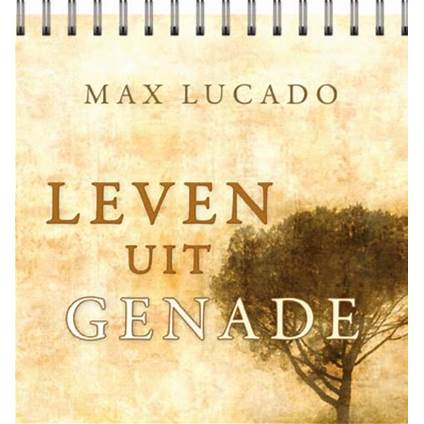 MAX LUCADO
LEVEN
UIT
GENADE